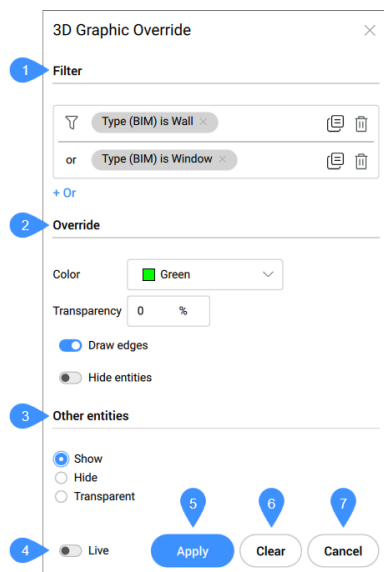 3D Graphic Override
1 Filter
Type (BIM) is Wall ×
or Type (BIM) is Window ×
+ Or
2 Override
Color Green
Transparency 0 %
Draw edges
Hide entities
3 Other entities
Show
Hide
Transparent
5 6 7
4 Live Apply Clear Cancel